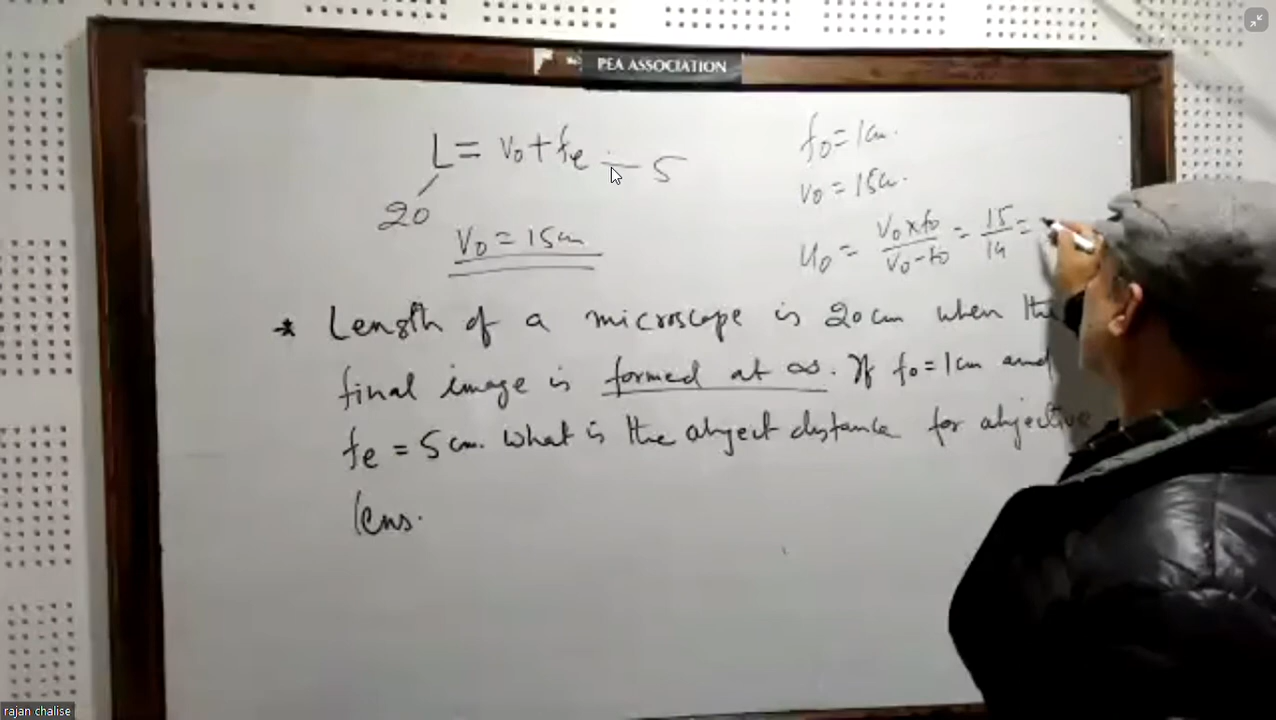 PEA ASSOCIATION
L = v₀ + fe — 5
20
V₀ = 15cm
f₀ = 1cm.
v₀ = 15cm.
u₀ = v₀ × f₀ / v₀ - f₀ = 15/14 =
* Length of a microscope is 20 cm when the
final image is formed at ∞. If f₀ = 1cm and
fe = 5cm. What is the object distance for objective
lens.
rajan chalise